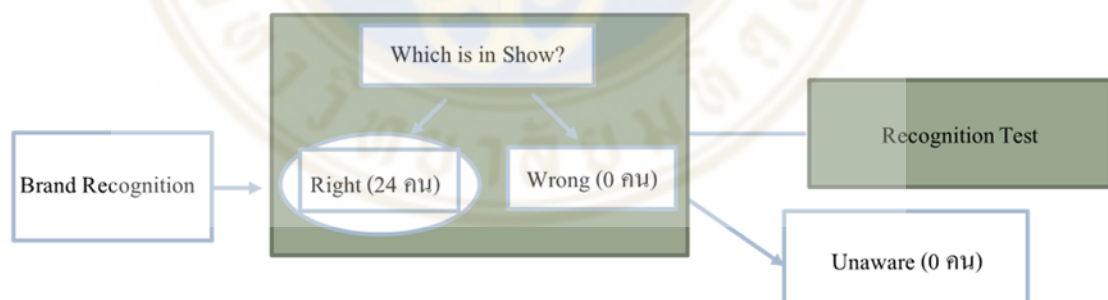 Which is in Show?
Recognition Test
Brand Recognition
Right (24 คน)
Wrong (0 คน)
Unaware (0 คน)